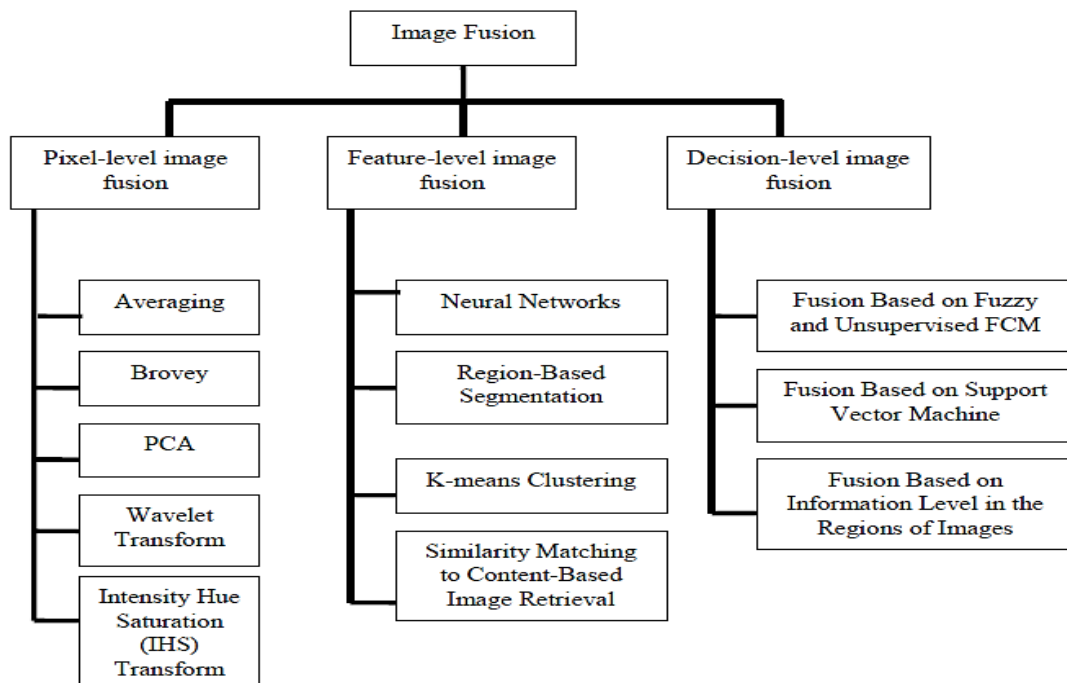 Image Fusion
Pixel-level image
fusion
Feature-level image
fusion
Decision-level image
fusion
Averaging
Brovey
PCA
Wavelet
Transform
Intensity Hue
Saturation
(IHS)
Transform
Neural Networks
Region-Based
Segmentation
K-means Clustering
Similarity Matching
to Content-Based
Image Retrieval
Fusion Based on Fuzzy
and Unsupervised FCM
Fusion Based on Support
Vector Machine
Fusion Based on
Information Level in the
Regions of Images